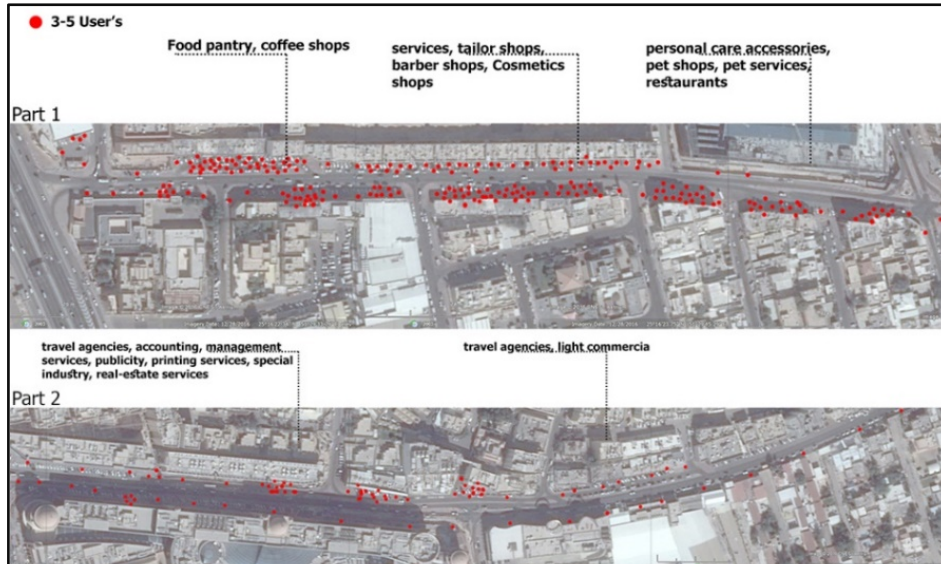 3-5 User's
Food pantry, coffee shops
services, tailor shops,
barber shops, Cosmetics
shops
personal care accessories,
pet shops, pet services,
restaurants
Part 1
travel agencies, accounting, management
services, publicity, printing services, special
industry, real-estate services
travel agencies, light commercia
Part 2